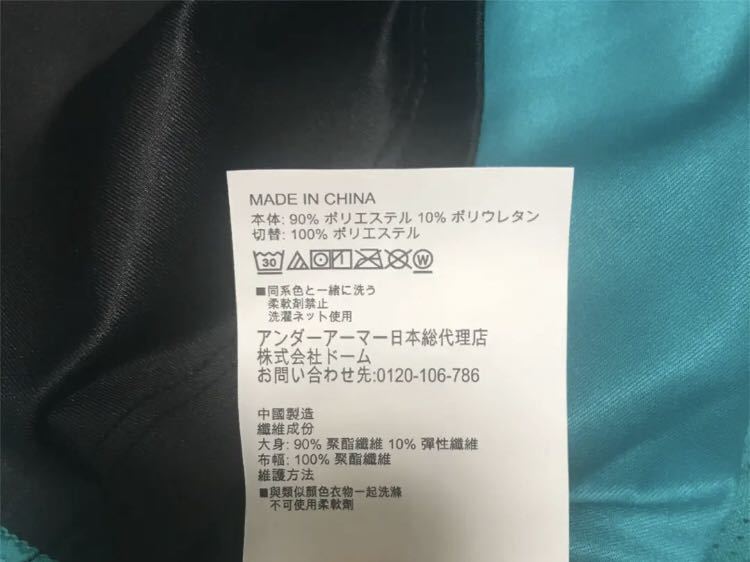 MADE IN CHINA
本体: 90% ポリエステル 10% ポリウレタン
切替: 100% ポリエステル
30 W
■同系色と一緒に洗う
柔軟剤禁止
洗濯ネット使用
アンダーアーマー日本総代理店
株式会社ドーム
お問い合わせ先:0120-106-786
中國製造
纖維成份
大身: 90% 聚酯纖維 10% 彈性纖維
布幅: 100% 聚酯纖維
維護方法
■與類似顏色衣物一起洗滌
不可使用柔軟劑